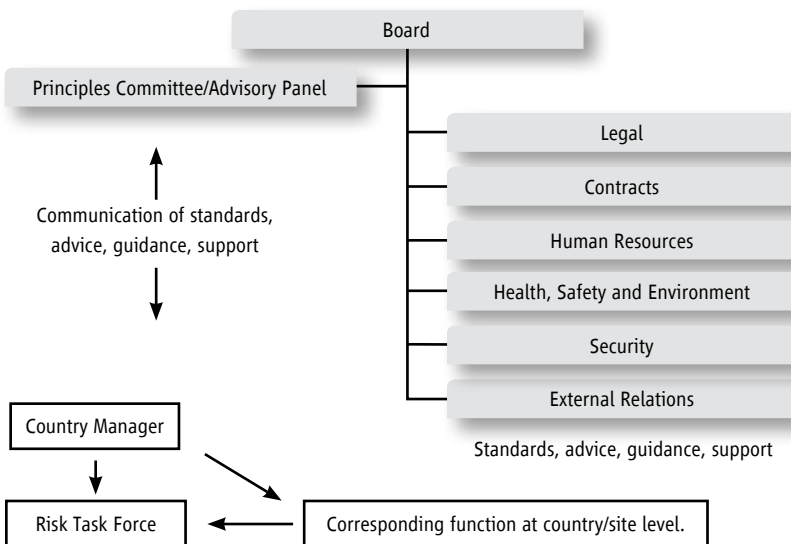 Board
Principles Committee/Advisory Panel
Legal
Contracts
Communication of standards,
advice, guidance, support
Human Resources
Health, Safety and Environment
Security
External Relations
Country Manager
Standards, advice, guidance, support
Risk Task Force
Corresponding function at country/site level.